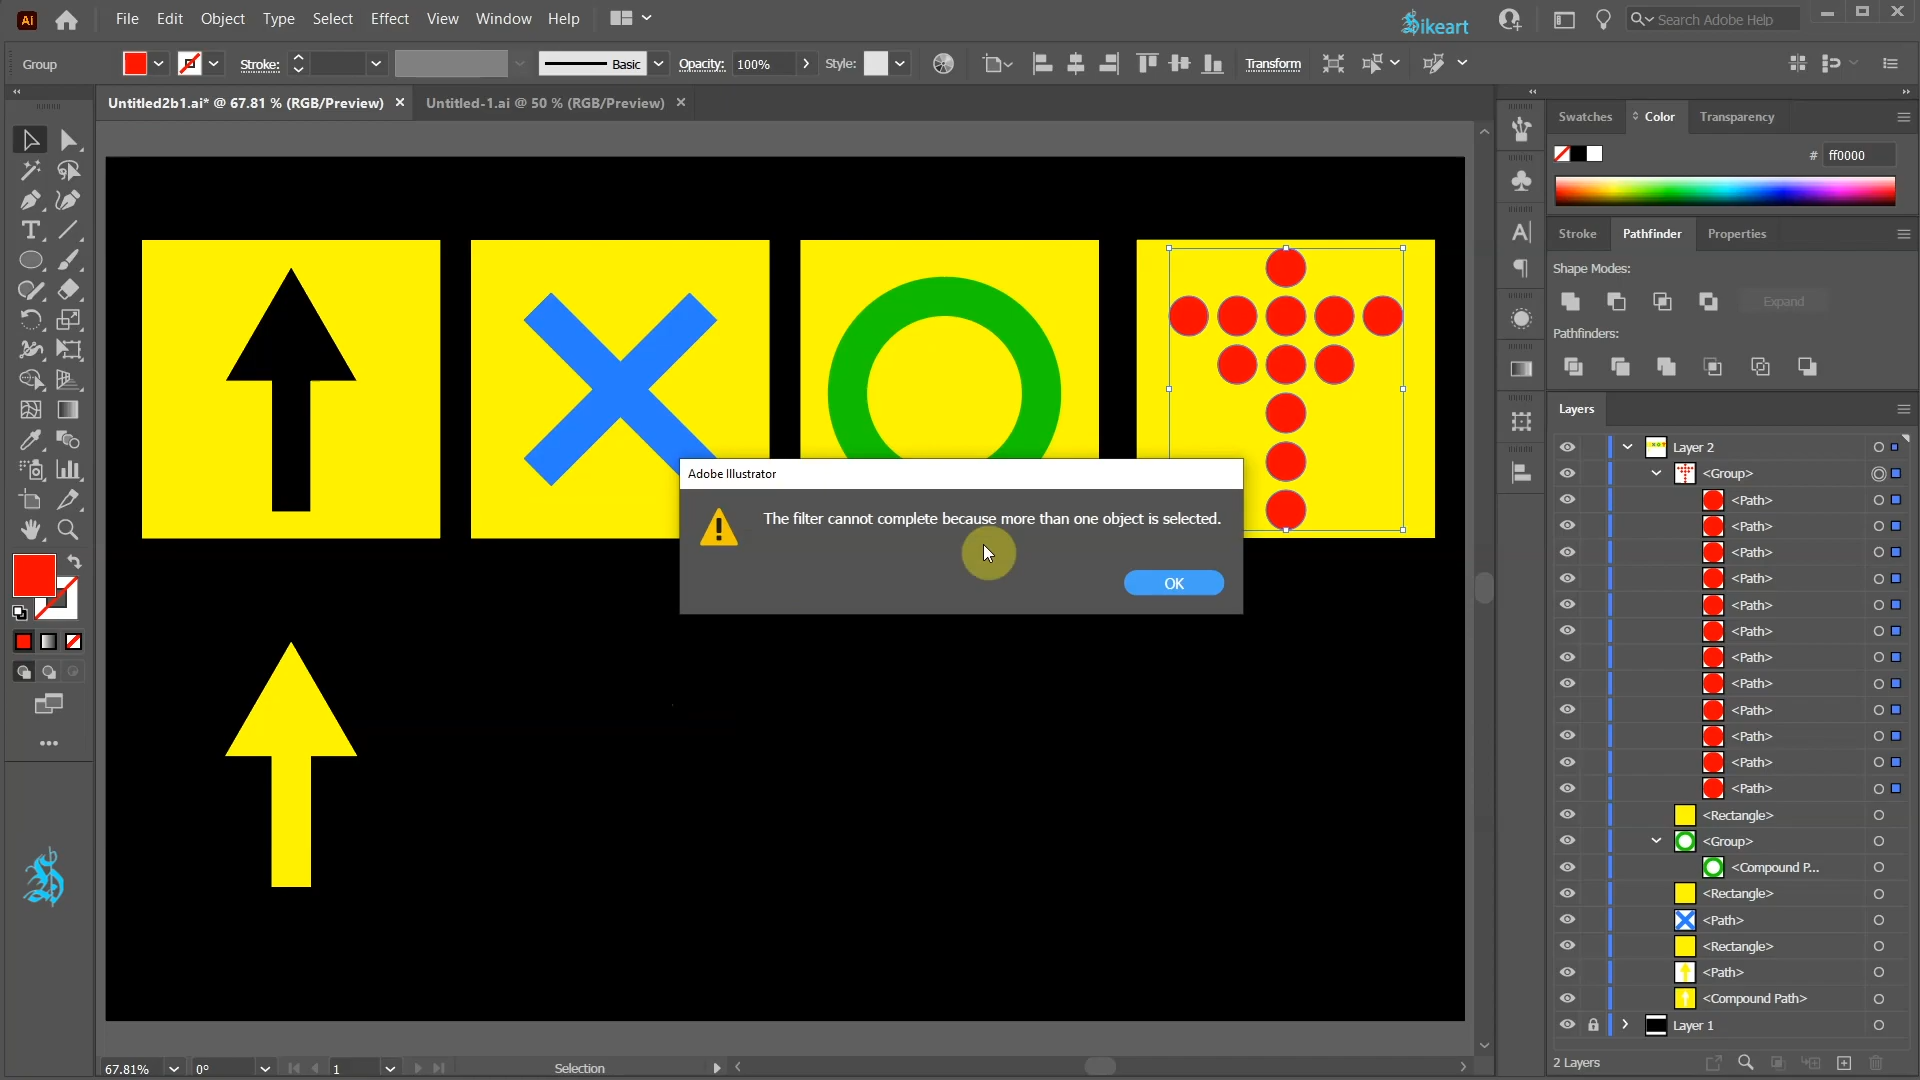 Ai File Edit Object Type Select Effect View Window Help Sikeart Search Adobe Help
Group Stroke: Basic Opacity: 100% Style: Transform
Untitled2b1.ai* @ 67.81 % (RGB/Preview) × Untitled-1.ai @ 50 % (RGB/Preview) ×
Swatches Color Transparency
# ff0000
Stroke Pathfinder Properties
Shape Modes:
Expand
Pathfinders:
Layers
Layer 2
<Group>
<Path>
<Path>
<Path>
<Path>
<Path>
<Path>
<Path>
<Path>
<Path>
<Path>
<Path>
<Path>
<Rectangle>
<Group>
<Compound P...
<Rectangle>
<Path>
<Rectangle>
<Path>
<Compound Path>
Layer 1
2 Layers
Adobe Illustrator
The filter cannot complete because more than one object is selected.
OK
67.81% 0° 1 Selection